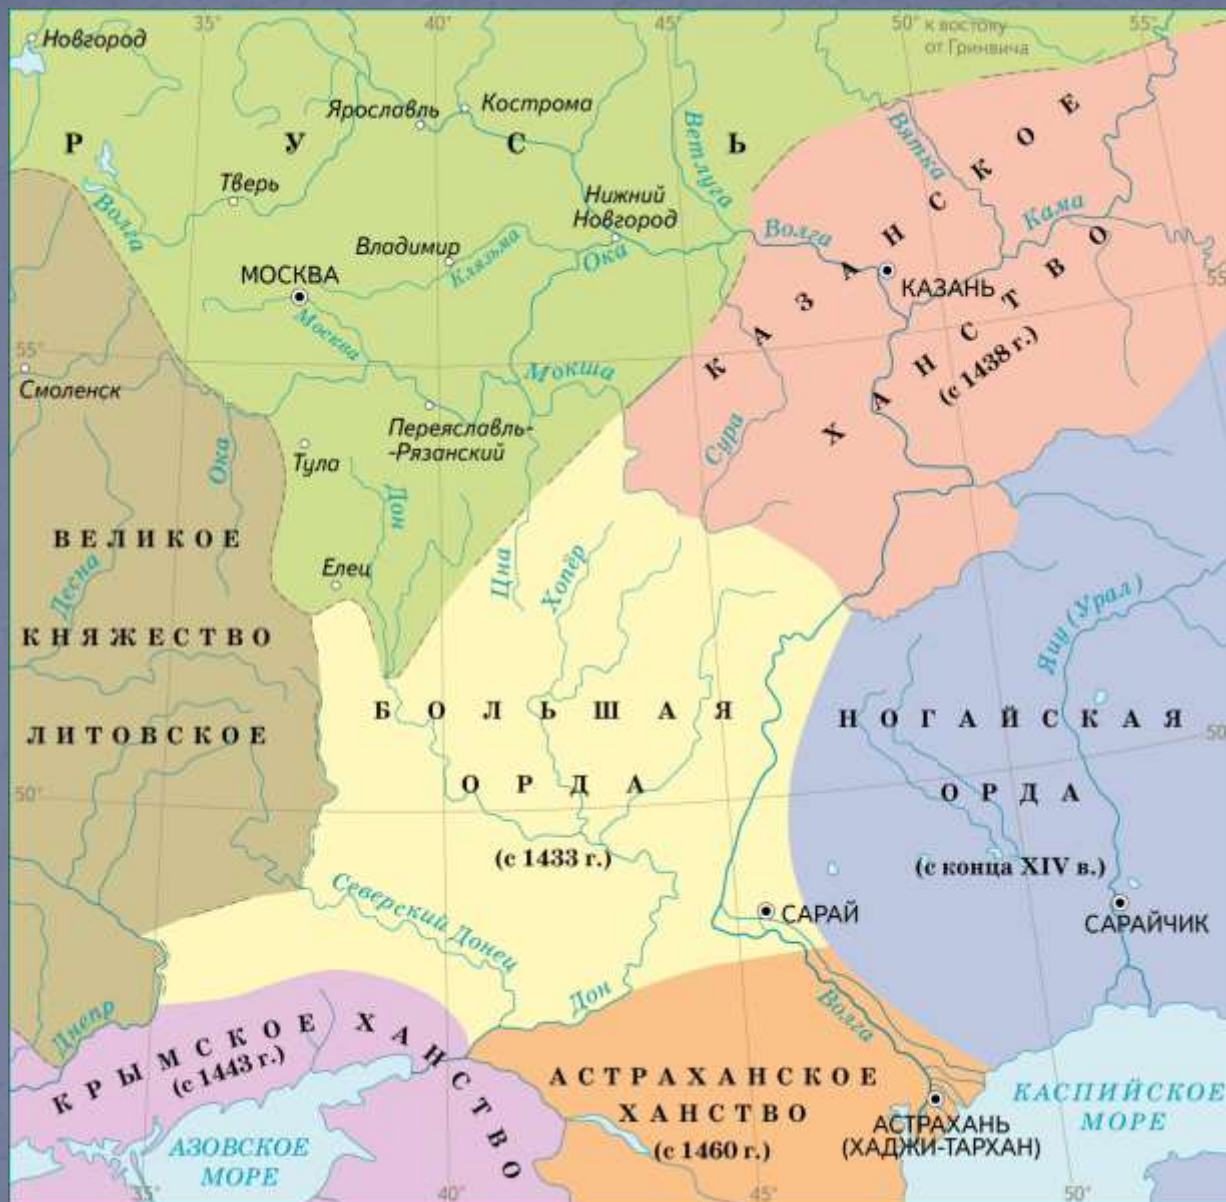 35°
40°
45°
50°
55°
к востоку
от Гринвича
Новгород
Ярославль
Кострома
РУСЬ
Ветлуга
Вятка
Тверь
Волга
Нижний
Новгород
Владимир
Клязьма
Ока
Волга
Кама
МОСКВА
Москва
КАЗАНЬ
КАЗАНСКОЕ
ХАНСТВО
(с 1438 г.)
55°
55
Смоленск
Мокша
Переяславль-
-Рязанский
Сура
Тула
Ока
Дон
Елец
Цна
Хопёр
Десна
ВЕЛИКОЕ
КНЯЖЕСТВО
ЛИТОВСКОЕ
Яик (Урал)
БОЛЬШАЯ
ОРДА
(с 1433 г.)
НОГАЙСКАЯ
ОРДА
(с конца XIV в.)
50°
50
Северский Донец
САРАЙ
САРАЙЧИК
Дон
Волга
Днепр
КРЫМСКОЕ ХАНСТВО
(с 1443 г.)
АСТРАХАНСКОЕ
ХАНСТВО
(с 1460 г.)
АСТРАХАНЬ
(ХАДЖИ-ТАРХАН)
КАСПИЙСКОЕ
МОРЕ
АЗОВСКОЕ
МОРЕ
35°
40°
45°
50°